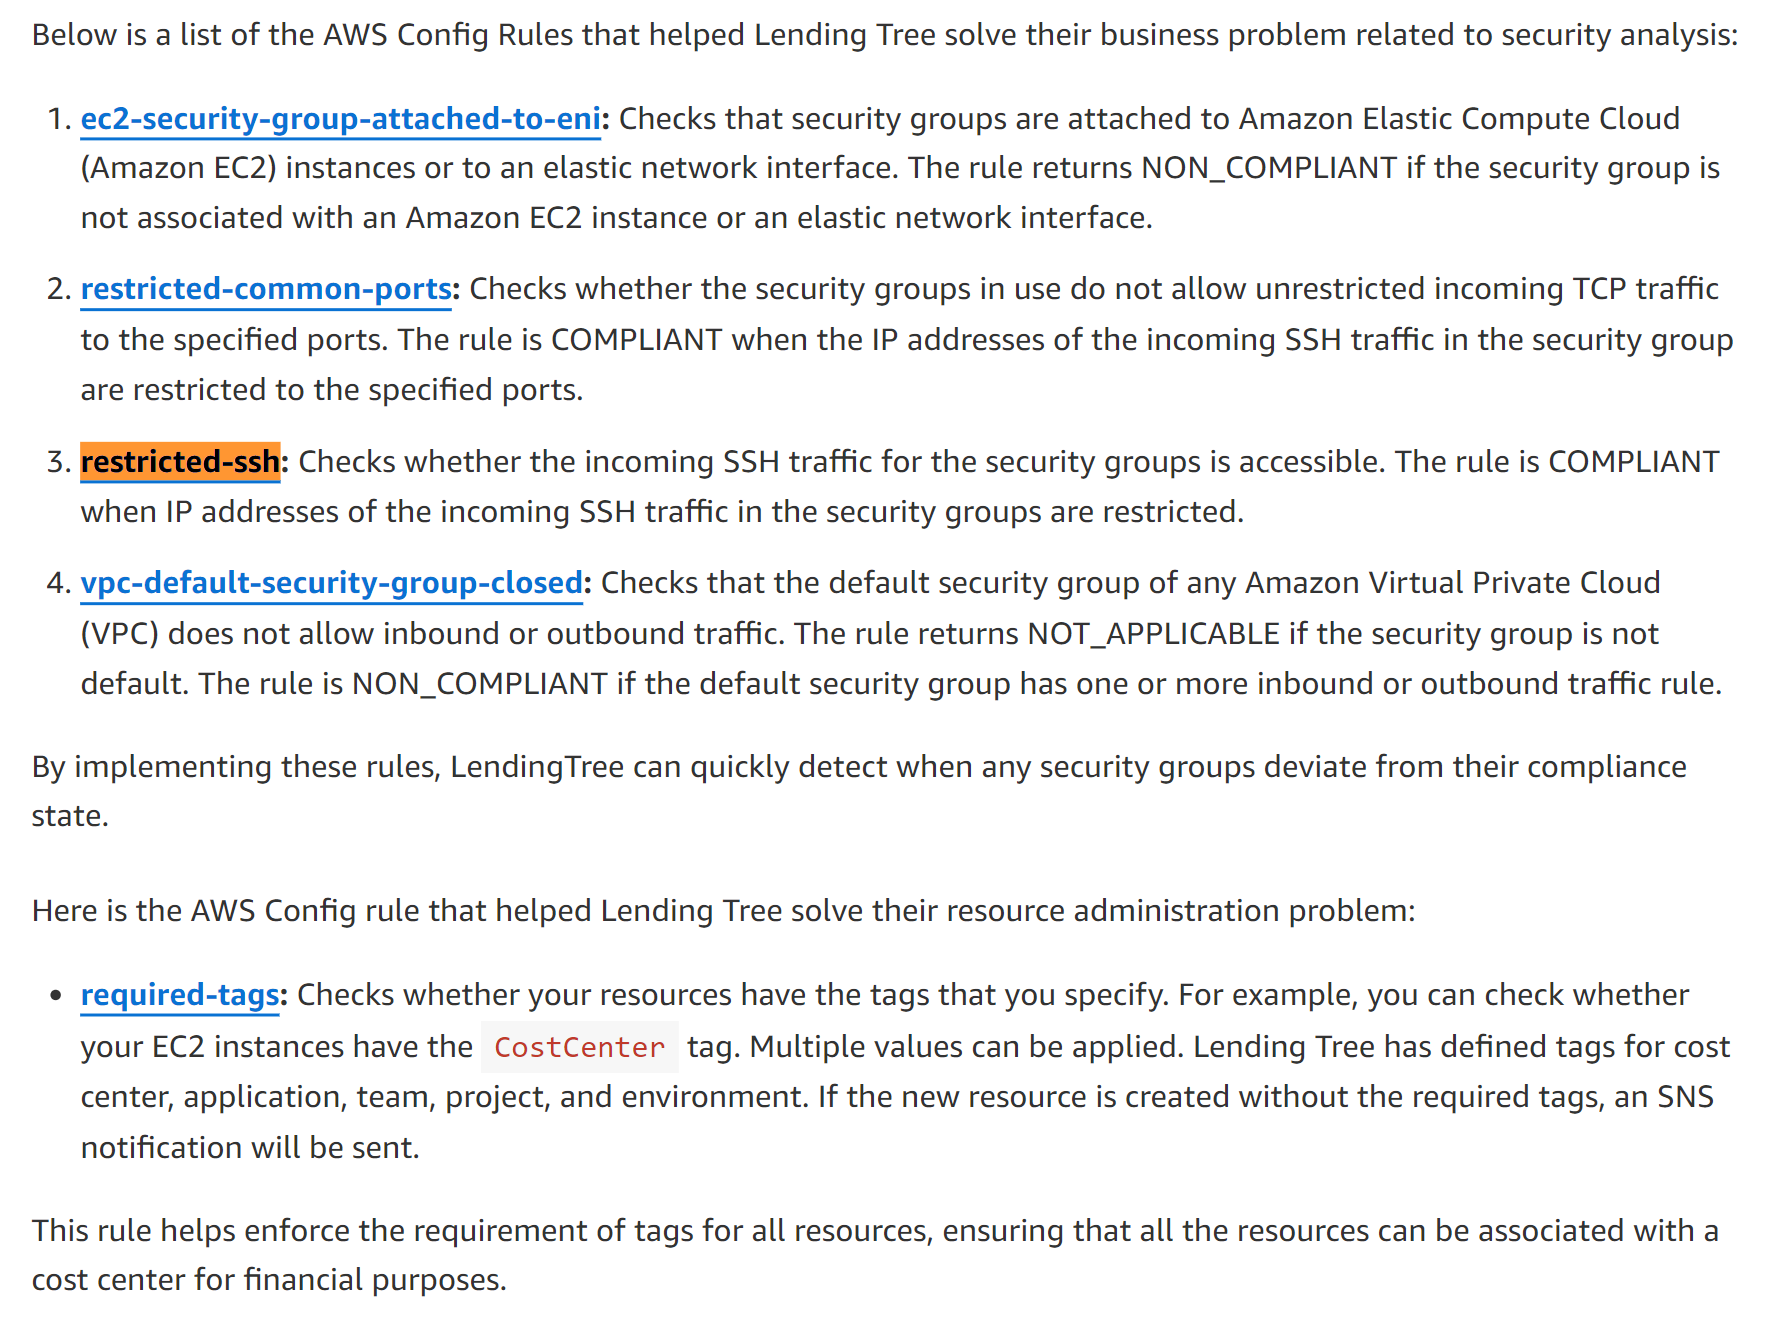 Below is a list of the AWS Config Rules that helped Lending Tree solve their business problem related to security analysis:
1. ec2-security-group-attached-to-eni: Checks that security groups are attached to Amazon Elastic Compute Cloud
(Amazon EC2) instances or to an elastic network interface. The rule returns NON_COMPLIANT if the security group is
not associated with an Amazon EC2 instance or an elastic network interface.
2. restricted-common-ports: Checks whether the security groups in use do not allow unrestricted incoming TCP traffic
to the specified ports. The rule is COMPLIANT when the IP addresses of the incoming SSH traffic in the security group
are restricted to the specified ports.
3. restricted-ssh: Checks whether the incoming SSH traffic for the security groups is accessible. The rule is COMPLIANT
when IP addresses of the incoming SSH traffic in the security groups are restricted.
4. vpc-default-security-group-closed: Checks that the default security group of any Amazon Virtual Private Cloud
(VPC) does not allow inbound or outbound traffic. The rule returns NOT_APPLICABLE if the security group is not
default. The rule is NON_COMPLIANT if the default security group has one or more inbound or outbound traffic rule.
By implementing these rules, LendingTree can quickly detect when any security groups deviate from their compliance
state.
Here is the AWS Config rule that helped Lending Tree solve their resource administration problem:
• required-tags: Checks whether your resources have the tags that you specify. For example, you can check whether
your EC2 instances have the CostCenter tag. Multiple values can be applied. Lending Tree has defined tags for cost
center, application, team, project, and environment. If the new resource is created without the required tags, an SNS
notification will be sent.
This rule helps enforce the requirement of tags for all resources, ensuring that all the resources can be associated with a
cost center for financial purposes.